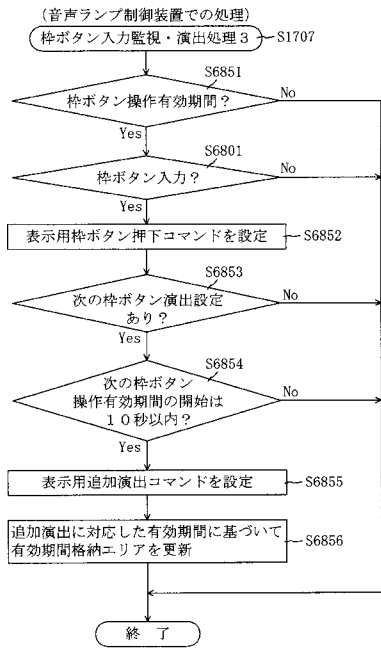 (音声ランプ制御装置での処理)
枠ボタン入力監視・演出処理3
S1707
S6851
枠ボタン操作有効期間?
No
Yes
S6801
枠ボタン入力?
No
Yes
表示用枠ボタン押下コマンドを設定
S6852
S6853
次の枠ボタン演出設定
あり?
No
Yes
S6854
次の枠ボタン
操作有効期間の開始は
10秒以内?
No
Yes
表示用追加演出コマンドを設定
S6855
追加演出に対応した有効期間に基づいて
有効期間格納エリアを更新
S6856
終 了